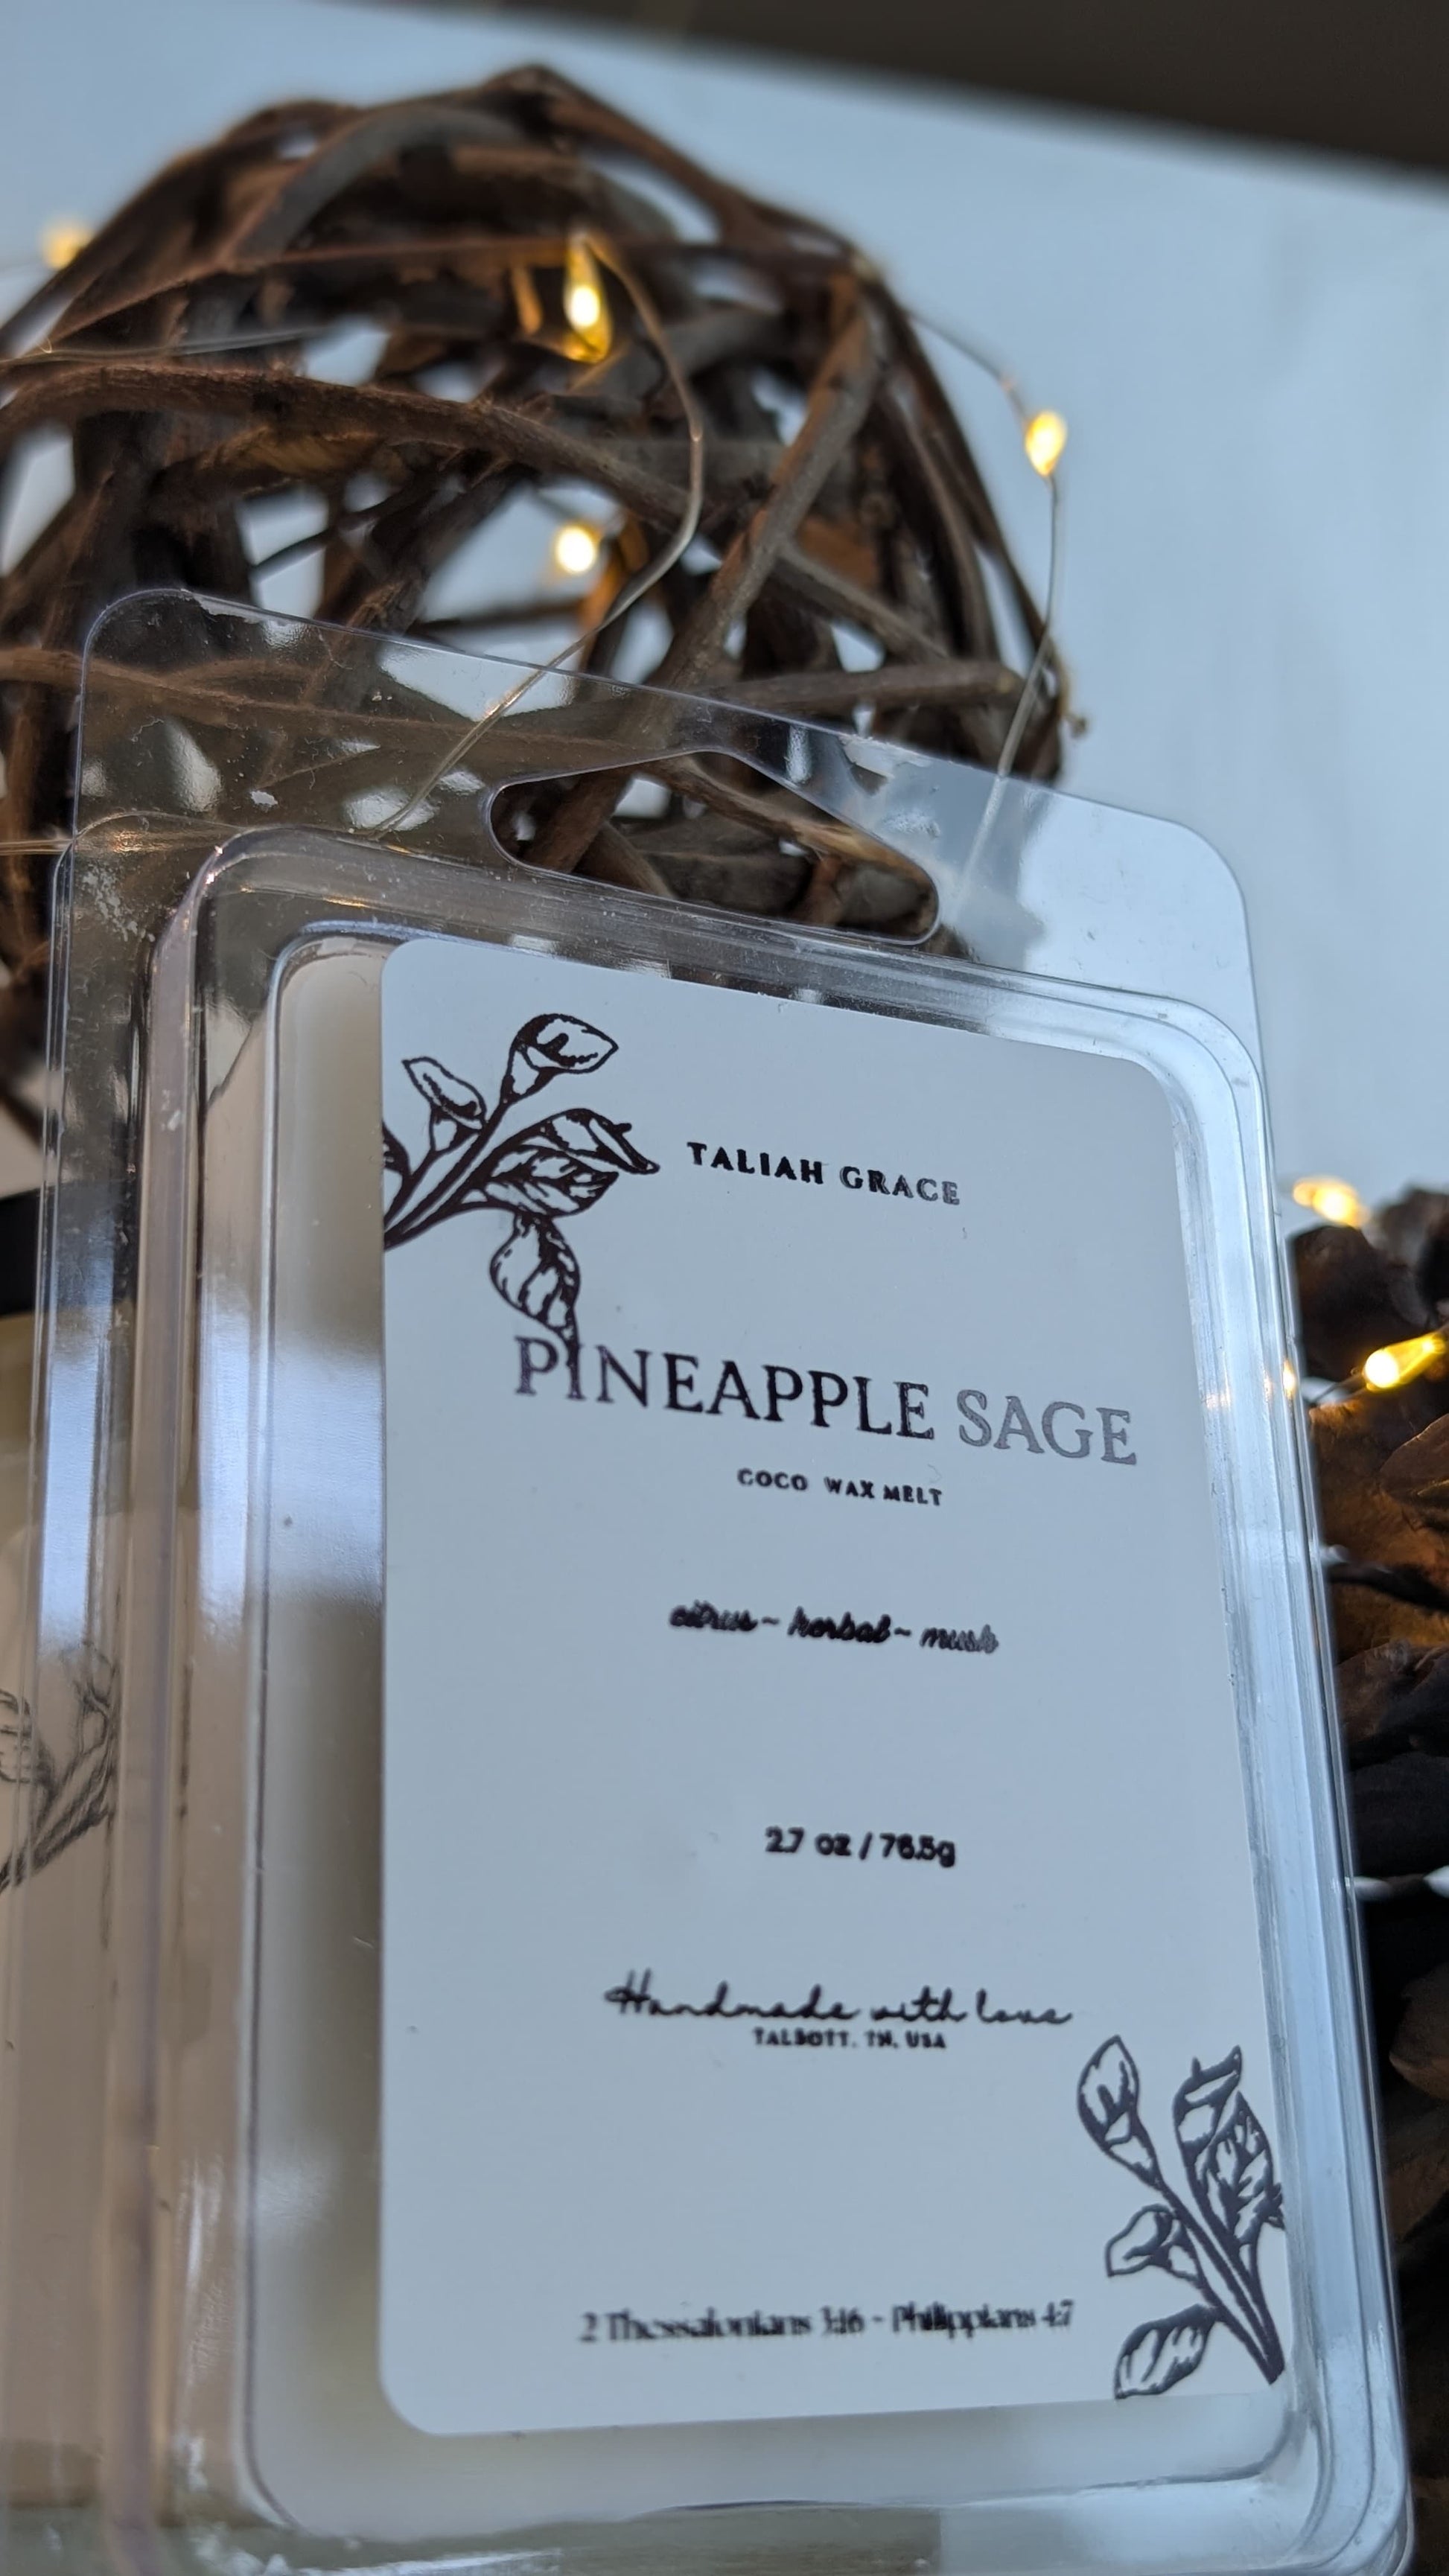 TALIAH GRACE
PINEAPPLE SAGE
COCO WAX MELT
citrus ~ herbal ~ musk
2.7 oz / 76.5g
Handmade with love
TALBOTT, TN, USA
2 Thessalonians 3:16 - Philippians 4:7